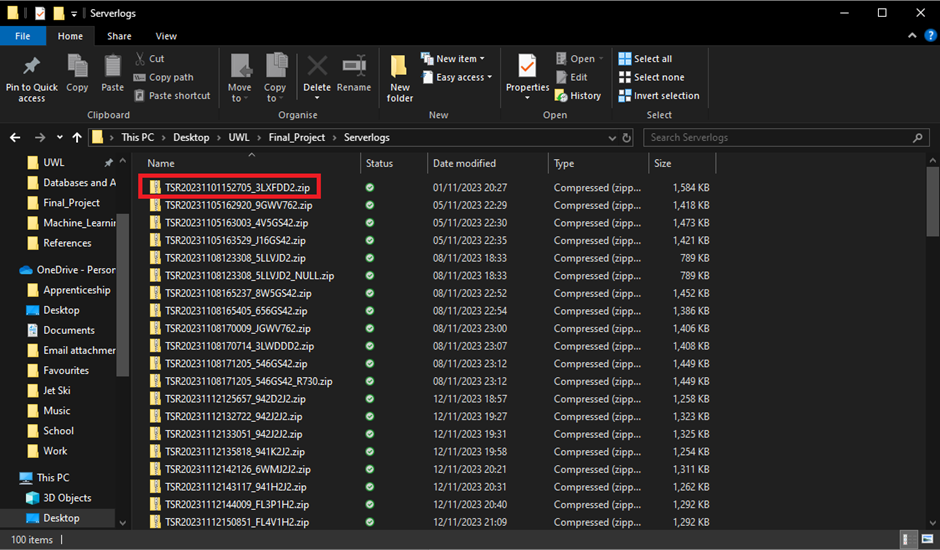 Serverlogs
File Home Share View
Pin to Quick access
Copy
Paste
Cut
Copy path
Paste shortcut
Clipboard
Move to
Copy to
Delete
Rename
Organise
New folder
New item
Easy access
New
Properties
Open
Edit
History
Open
Select all
Select none
Invert selection
Select
This PC > Desktop > UWL > Final_Project > Serverlogs
Search Serverlogs
UWL
Databases and A
Final_Project
Machine_Learnin
References
OneDrive - Person
Apprenticeship
Desktop
Documents
Email attachmen
Favourites
Jet Ski
Music
School
Work
This PC
3D Objects
Desktop
Name Status Date modified Type Size
TSR20231101152705_3LXFDD2.zip 01/11/2023 20:27 Compressed (zipp... 1,584 KB
TSR20231105162920_9GWV762.zip 05/11/2023 22:29 Compressed (zipp... 1,418 KB
TSR20231105163003_4V5GS42.zip 05/11/2023 22:30 Compressed (zipp... 1,473 KB
TSR20231105163529_J16GS42.zip 05/11/2023 22:35 Compressed (zipp... 1,421 KB
TSR20231108123308_5LLVJD2.zip 08/11/2023 18:33 Compressed (zipp... 789 KB
TSR20231108123308_5LLVJD2_NULL.zip 08/11/2023 18:33 Compressed (zipp... 789 KB
TSR20231108165237_8W5GS42.zip 08/11/2023 22:52 Compressed (zipp... 1,452 KB
TSR20231108165405_656GS42.zip 08/11/2023 22:54 Compressed (zipp... 1,386 KB
TSR20231108170009_JGWV762.zip 08/11/2023 23:00 Compressed (zipp... 1,406 KB
TSR20231108170714_3LWDDD2.zip 08/11/2023 23:07 Compressed (zipp... 1,408 KB
TSR20231108171205_546GS42.zip 08/11/2023 23:12 Compressed (zipp... 1,449 KB
TSR20231108171205_546GS42_R730.zip 08/11/2023 23:12 Compressed (zipp... 1,449 KB
TSR20231112125657_942D2J2.zip 12/11/2023 18:57 Compressed (zipp... 1,258 KB
TSR20231112132722_942J2J2.zip 12/11/2023 19:27 Compressed (zipp... 1,323 KB
TSR20231112133051_942J2J2.zip 12/11/2023 19:31 Compressed (zipp... 1,325 KB
TSR20231112135818_941K2J2.zip 12/11/2023 19:58 Compressed (zipp... 1,254 KB
TSR20231112142126_6WMJ2J2.zip 12/11/2023 20:21 Compressed (zipp... 1,311 KB
TSR20231112143117_941H2J2.zip 12/11/2023 20:31 Compressed (zipp... 1,262 KB
TSR20231112144009_FL3P1H2.zip 12/11/2023 20:40 Compressed (zipp... 1,292 KB
TSR20231112150851_FL4V1H2.zip 12/11/2023 21:09 Compressed (zipp... 1,292 KB
100 items